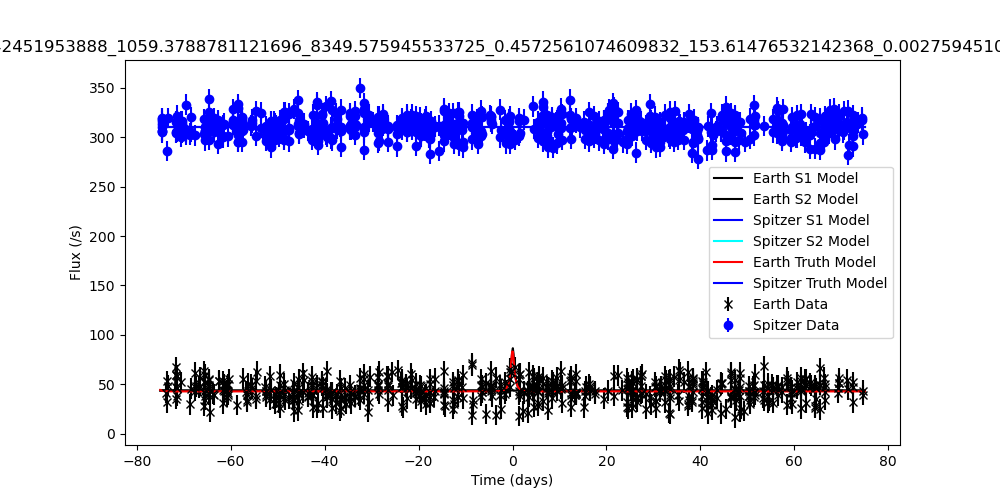 2451953888_1059.3788781121696_8349.575945533725_0.4572561074609832_153.61476532142368_0.002759451
Flux (/s)
350
300
250
200
150
100
50
0
Earth S1 Model
Earth S2 Model
Spitzer S1 Model
Spitzer S2 Model
Earth Truth Model
Spitzer Truth Model
Earth Data
Spitzer Data
−80 −60 −40 −20 0 20 40 60 80
Time (days)